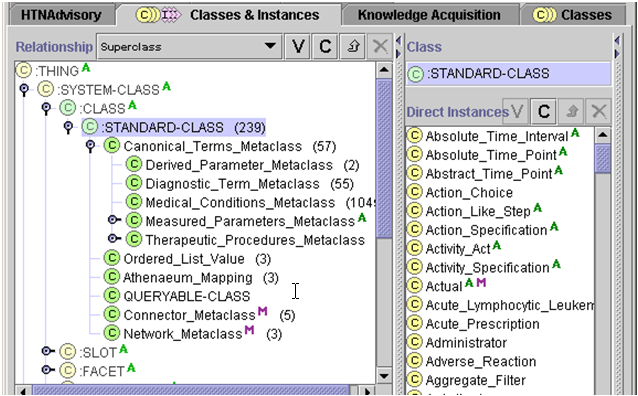 HTNAdvisory Classes & Instances Knowledge Acquisition Classes
Relationship Superclass V C
:THING A
:SYSTEM-CLASS A
:CLASS A
:STANDARD-CLASS (239)
Canonical_Terms_Metaclass (57)
Derived_Parameter_Metaclass (2)
Diagnostic_Term_Metaclass (55)
Medical_Conditions_Metaclass (104
Measured_Parameters_Metaclass A
Therapeutic_Procedures_Metaclass
Ordered_List_Value (3)
Athenaeum_Mapping (3)
QUERYABLE-CLASS
Connector_Metaclass M (5)
Network_Metaclass M (3)
:SLOT A
:FACET A
Class
C :STANDARD-CLASS
Direct Instances V C
Absolute_Time_Interval A
Absolute_Time_Point A
Abstract_Time_Point A
Action_Choice
Action_Like_Step A
Action_Specification A
Activity_Act A
Activity_Specification A
Actual A M
Acute_Lymphocytic_Leukem
Acute_Prescription
Administrator
Adverse_Reaction
Aggregate_Filter